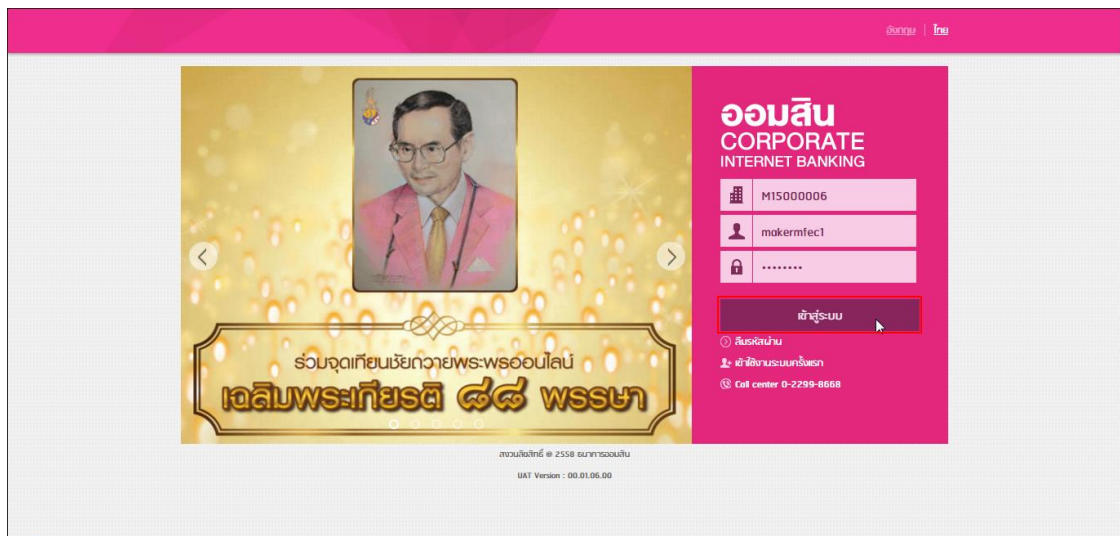 อังกฤษ | ไทย
ออมสิน
CORPORATE
INTERNET BANKING
M15000006
makermfec1
เข้าสู่ระบบ
ลืมรหัสผ่าน
เข้าใช้งานระบบครั้งแรก
Call center 0-2299-8668
ร่วมจุดเทียนชัยถวายพระพรออนไลน์
เฉลิมพระเกียรติ ๘๘ พรรษา
สงวนลิขสิทธิ์ @ 2558 ธนาคารออมสิน
UAT Version : 00.01.06.00